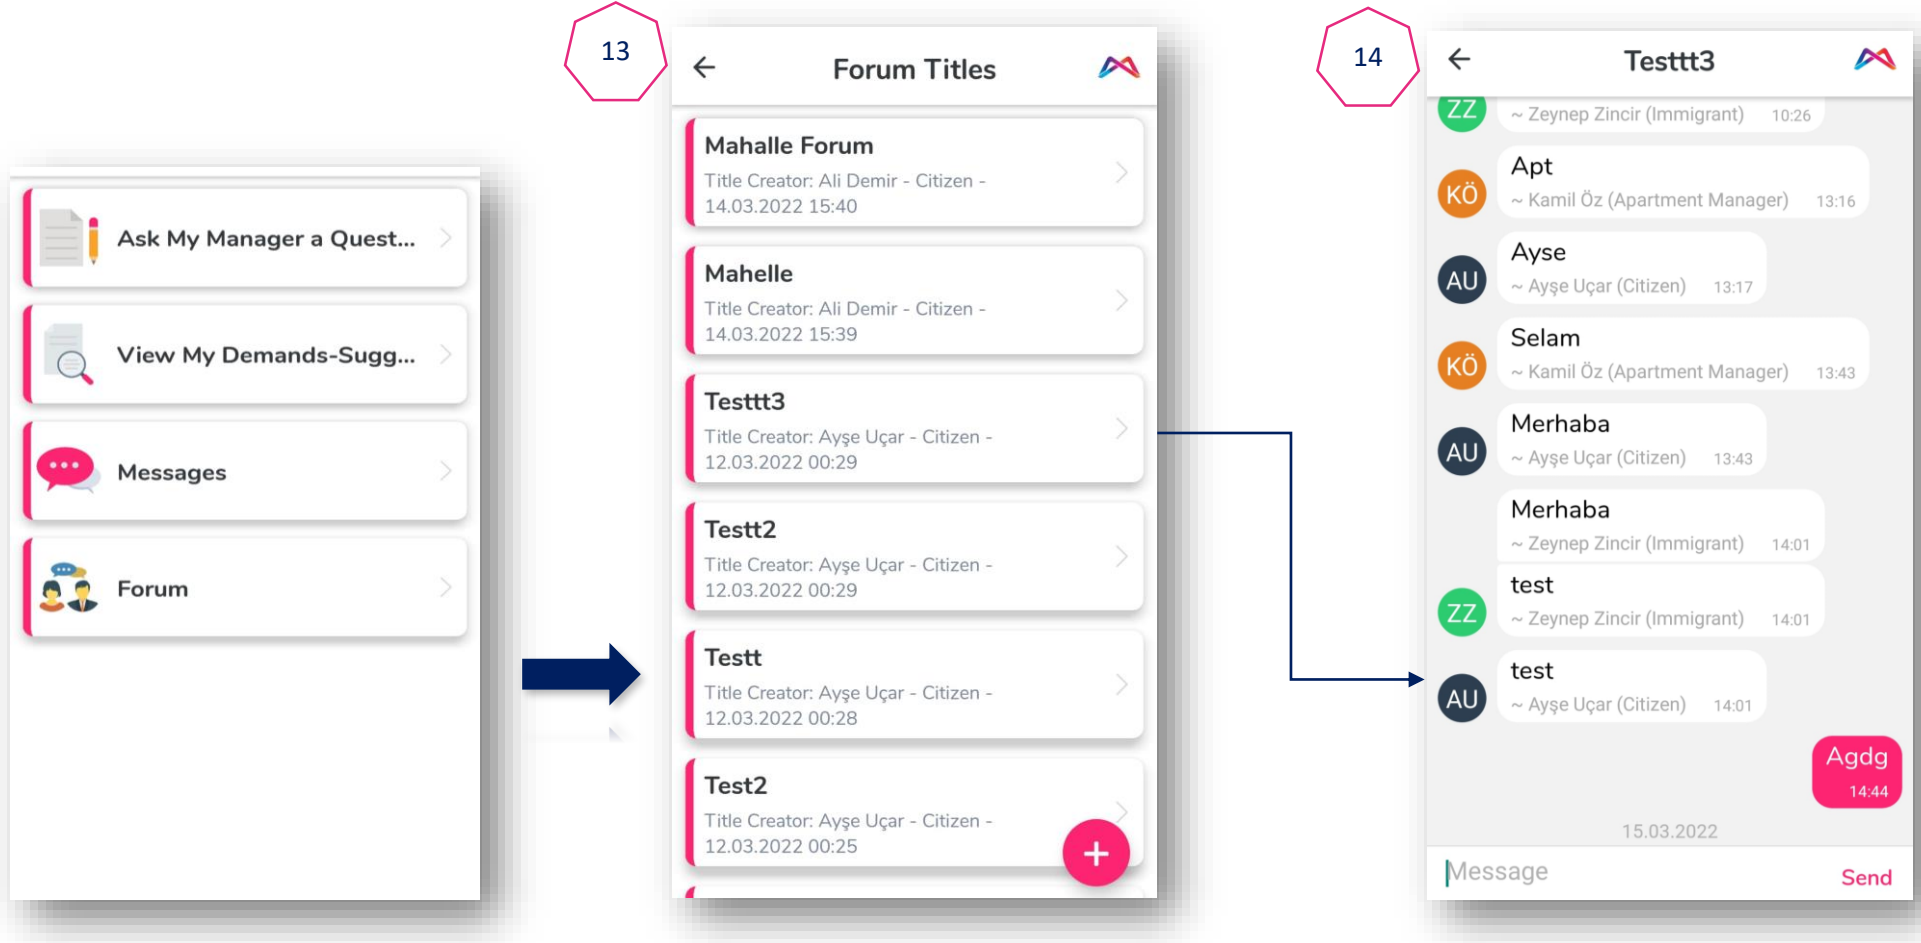 Ask My Manager a Quest...
View My Demands-Sugg...
Messages
Forum
13
Forum Titles
Mahalle Forum
Title Creator: Ali Demir - Citizen -
14.03.2022 15:40
Mahelle
Title Creator: Ali Demir - Citizen -
14.03.2022 15:39
Testtt3
Title Creator: Ayşe Uçar - Citizen -
12.03.2022 00:29
Testt2
Title Creator: Ayşe Uçar - Citizen -
12.03.2022 00:29
Testt
Title Creator: Ayşe Uçar - Citizen -
12.03.2022 00:28
Test2
Title Creator: Ayşe Uçar - Citizen -
12.03.2022 00:25
+
14
Testtt3
ZZ
~ Zeynep Zincir (Immigrant) 10:26
KÖ
Apt
~ Kamil Öz (Apartment Manager) 13:16
AU
Ayse
~ Ayşe Uçar (Citizen) 13:17
KÖ
Selam
~ Kamil Öz (Apartment Manager) 13:43
AU
Merhaba
~ Ayşe Uçar (Citizen) 13:43
Merhaba
~ Zeynep Zincir (Immigrant) 14:01
ZZ
test
~ Zeynep Zincir (Immigrant) 14:01
AU
test
~ Ayşe Uçar (Citizen) 14:01
Agdg
14:44
15.03.2022
Message
Send